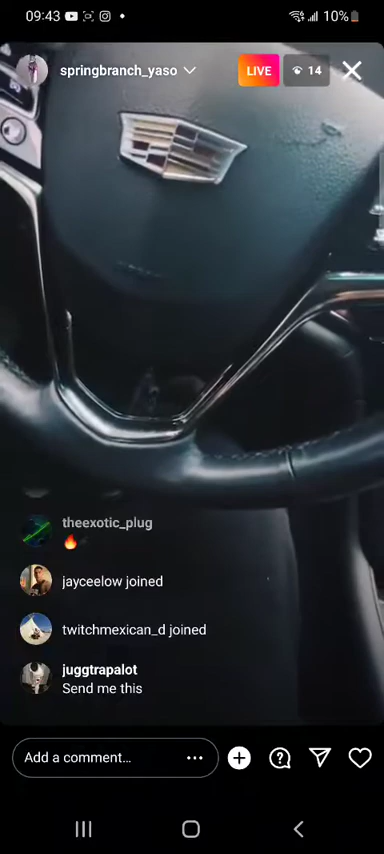 09:43
10%
springbranch_yaso
LIVE
14
theexotic_plug
🔥
jayceelow joined
twitchmexican_d joined
juggtrapalot
Send me this
Add a comment…